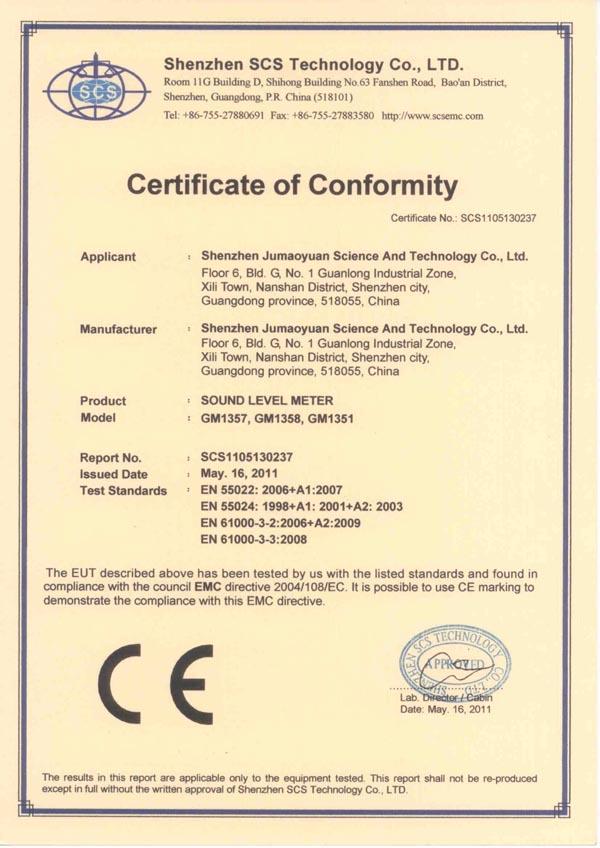 SCS
Shenzhen SCS Technology Co., LTD.
Room 11G Building D, Shihong Building No.63 Fanshen Road, Bao'an District,
Shenzhen, Guangdong, P.R. China (518101)
Tel: +86-755-27880691 Fax: +86-755-27883580 http://www.scsemc.com
Certificate of Conformity
Certificate No.: SCS1105130237
Applicant : Shenzhen Jumaoyuan Science And Technology Co., Ltd.
Floor 6, Bld. G, No. 1 Guanlong Industrial Zone,
Xili Town, Nanshan District, Shenzhen city,
Guangdong province, 518055, China
Manufacturer : Shenzhen Jumaoyuan Science And Technology Co., Ltd.
Floor 6, Bld. G, No. 1 Guanlong Industrial Zone,
Xili Town, Nanshan District, Shenzhen city,
Guangdong province, 518055, China
Product : SOUND LEVEL METER
Model : GM1357, GM1358, GM1351
Report No. : SCS1105130237
Issued Date : May. 16, 2011
Test Standards : EN 55022: 2006+A1:2007
EN 55024: 1998+A1: 2001+A2: 2003
EN 61000-3-2:2006+A2:2009
EN 61000-3-3:2008
The EUT described above has been tested by us with the listed standards and found in
compliance with the council EMC directive 2004/108/EC. It is possible to use CE marking to
demonstrate the compliance with this EMC directive.
CE
SHENZHEN SCS TECHNOLOGY CO., LTD.
APPROVED
Lab. Director / Cabin
Date: May. 16, 2011
The results in this report are applicable only to the equipment tested. This report shall not be re-produced
except in full without the written approval of Shenzhen SCS Technology Co., LTD.